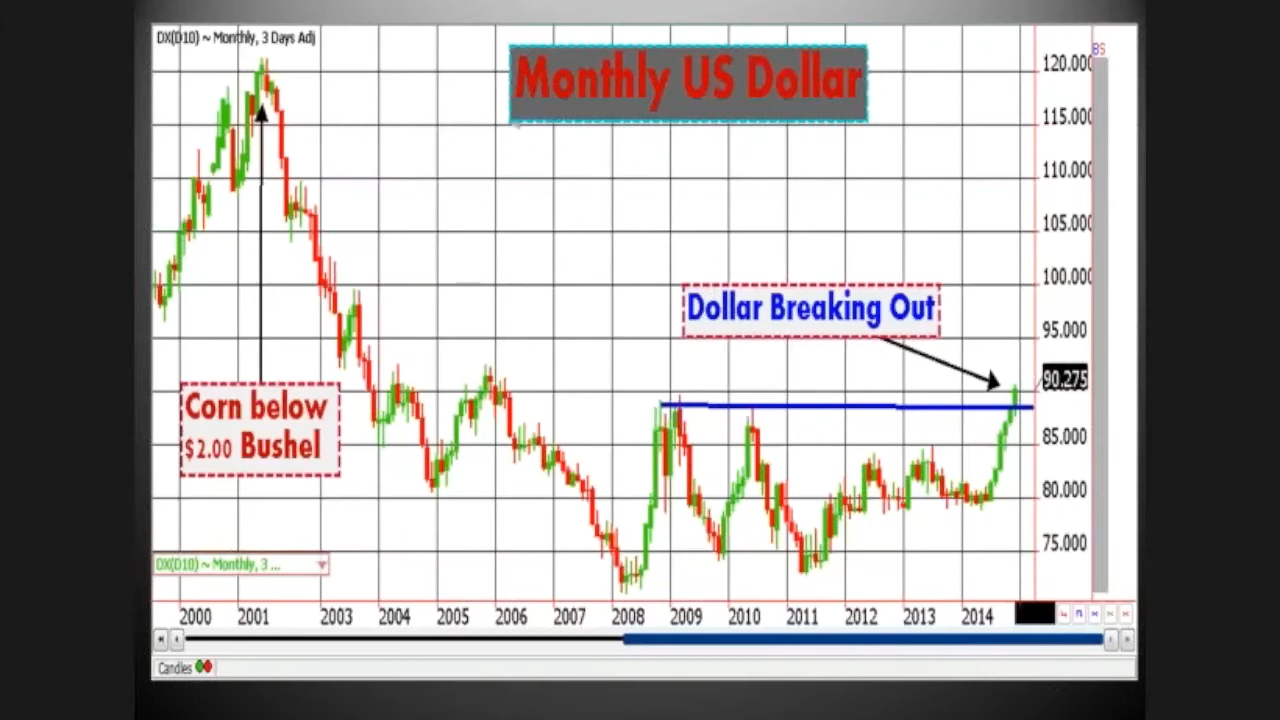 DX(D10) ~ Monthly, 3 Days Adj
Monthly US Dollar
BS
120.000
115.000
110.000
105.000
100.000
95.000
90.275
85.000
80.000
75.000
Dollar Breaking Out
Corn below
$2.00 Bushel
DX(D10) ~ Monthly, 3 ...
2000 2001 2003 2004 2005 2006 2007 2008 2009 2010 2011 2012 2013 2014
Candles